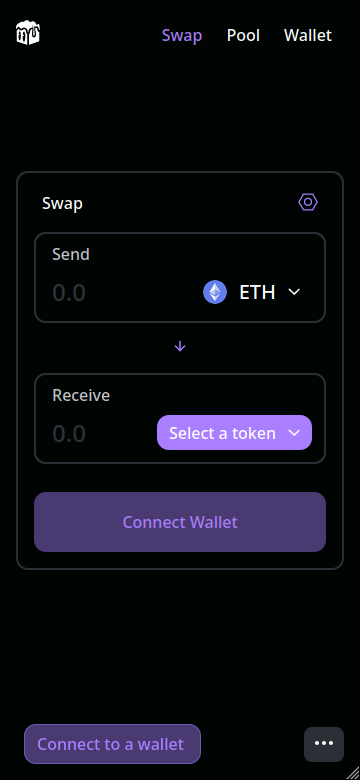 Swap
Pool
Wallet
Swap
Send
0.0
ETH
Receive
0.0
Select a token
Connect Wallet
Connect to a wallet